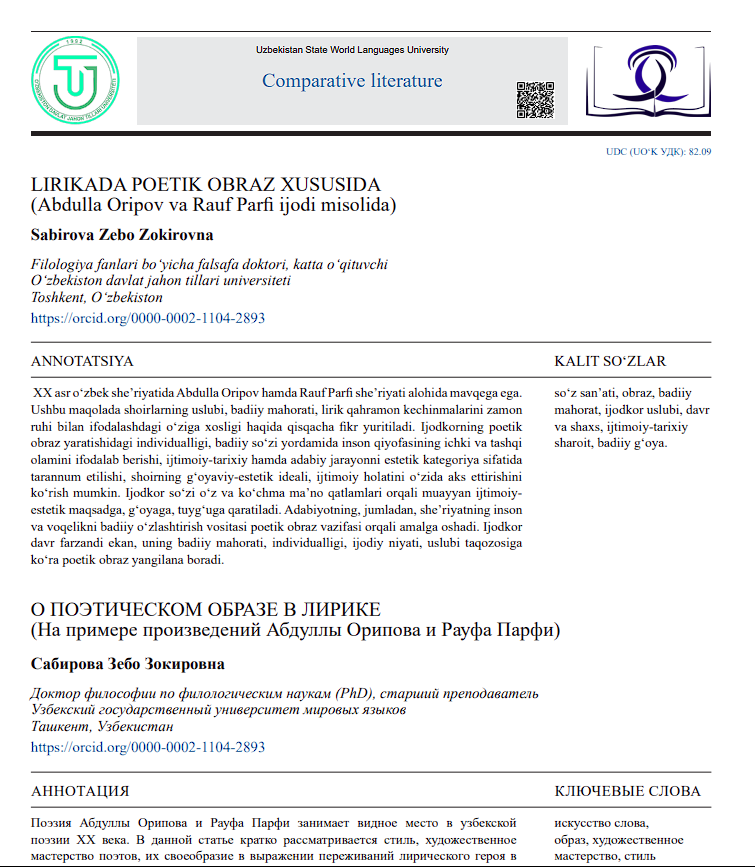 1992
O‘ZBEKISTON DAVLAT JAHON TILLARI UNIVERSITETI
Uzbekistan State World Languages University
Comparative literature
UDC (UO‘K УДК): 82.09
LIRIKADA POETIK OBRAZ XUSUSIDA
(Abdulla Oripov va Rauf Parfi ijodi misolida)
Sabirova Zebo Zokirovna
Filologiya fanlari bo‘yicha falsafa doktori, katta o‘qituvchi
O‘zbekiston davlat jahon tillari universiteti
Toshkent, O‘zbekiston
https://orcid.org/0000-0002-1104-2893
ANNOTATSIYA
XX asr o‘zbek she’riyatida Abdulla Oripov hamda Rauf Parfi she’riyati alohida mavqega ega.
Ushbu maqolada shoirlarning uslubi, badiiy mahorati, lirik qahramon kechinmalarini zamon
ruhi bilan ifodalashdagi o‘ziga xosligi haqida qisqacha fikr yuritiladi. Ijodkorning poetik
obraz yaratishidagi individualligi, badiiy so‘zi yordamida inson qiyofasining ichki va tashqi
olamini ifodalab berishi, ijtimoiy-tarixiy hamda adabiy jarayonni estetik kategoriya sifatida
tarannum etilishi, shoirning g‘oyaviy-estetik ideali, ijtimoiy holatini o‘zida aks ettirishini
ko‘rish mumkin. Ijodkor so‘zi o‘z va ko‘chma ma’no qatlamlari orqali muayyan ijtimoiy-
estetik maqsadga, g‘oyaga, tuyg‘uga qaratiladi. Adabiyotning, jumladan, she’riyatning inson
va voqelikni badiiy o‘zlashtirish vositasi poetik obraz vazifasi orqali amalga oshadi. Ijodkor
davr farzandi ekan, uning badiiy mahorati, individualligi, ijodiy niyati, uslubi taqozosiga
ko‘ra poetik obraz yangilana boradi.
KALIT SO‘ZLAR
so‘z san’ati, obraz, badiiy
mahorat, ijodkor uslubi, davr
va shaxs, ijtimoiy-tarixiy
sharoit, badiiy g‘oya.
О ПОЭТИЧЕСКОМ ОБРАЗЕ В ЛИРИКЕ
(На примере произведений Абдуллы Орипова и Рауфа Парфи)
Сабирова Зебо Зокировна
Доктор философии по филологическим наукам (PhD), старший преподаватель
Узбекский государственный университет мировых языков
Ташкент, Узбекистан
https://orcid.org/0000-0002-1104-2893
АННОТАЦИЯ
Поэзия Абдуллы Орипова и Рауфа Парфи занимает видное место в узбекской
поэзии XX века. В данной статье кратко рассматривается стиль, художественное
мастерство поэтов, их своеобразие в выражении переживаний лирического героя в
КЛЮЧЕВЫЕ СЛОВА
искусство слова,
образ, художественное
мастерство, стиль